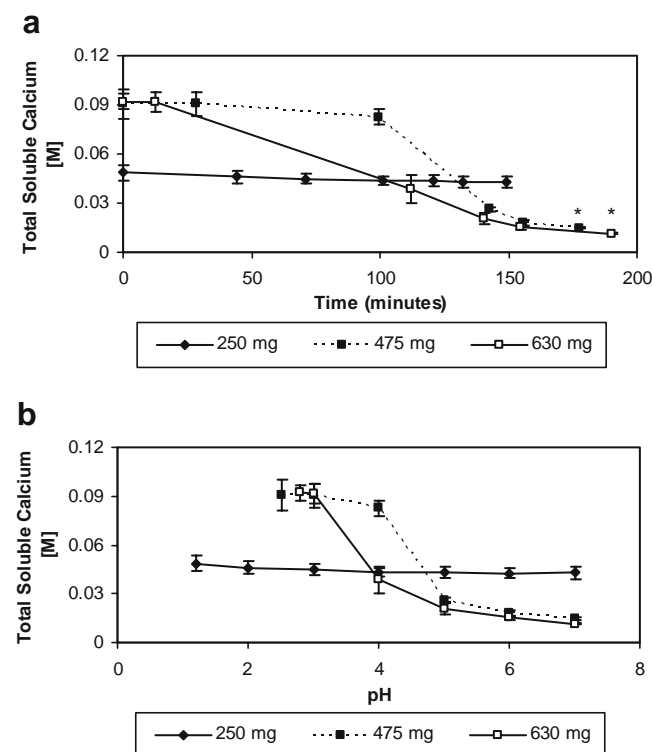 a
0.12
0.09
0.06
0.03
0
Total Soluble Calcium
[M]
* *
0 50 100 150 200
Time (minutes)
250 mg 475 mg 630 mg
b
0.12
0.09
0.06
0.03
0
Total Soluble Calcium
[M]
0 2 4 6 8
pH
250 mg 475 mg 630 mg